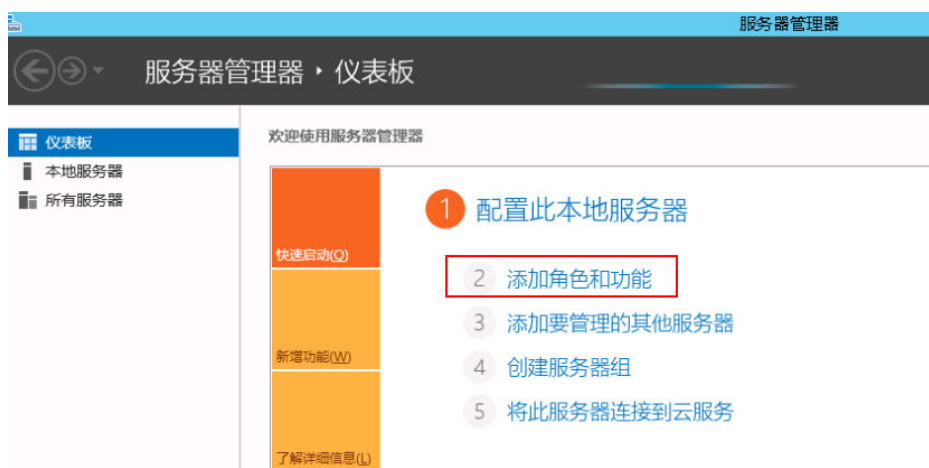 服务器管理器
服务器管理器 ‣ 仪表板
仪表板
本地服务器
所有服务器
欢迎使用服务器管理器
快速启动(Q)
新增功能(W)
了解详细信息(L)
1 配置此本地服务器
2 添加角色和功能
3 添加要管理的其他服务器
4 创建服务器组
5 将此服务器连接到云服务